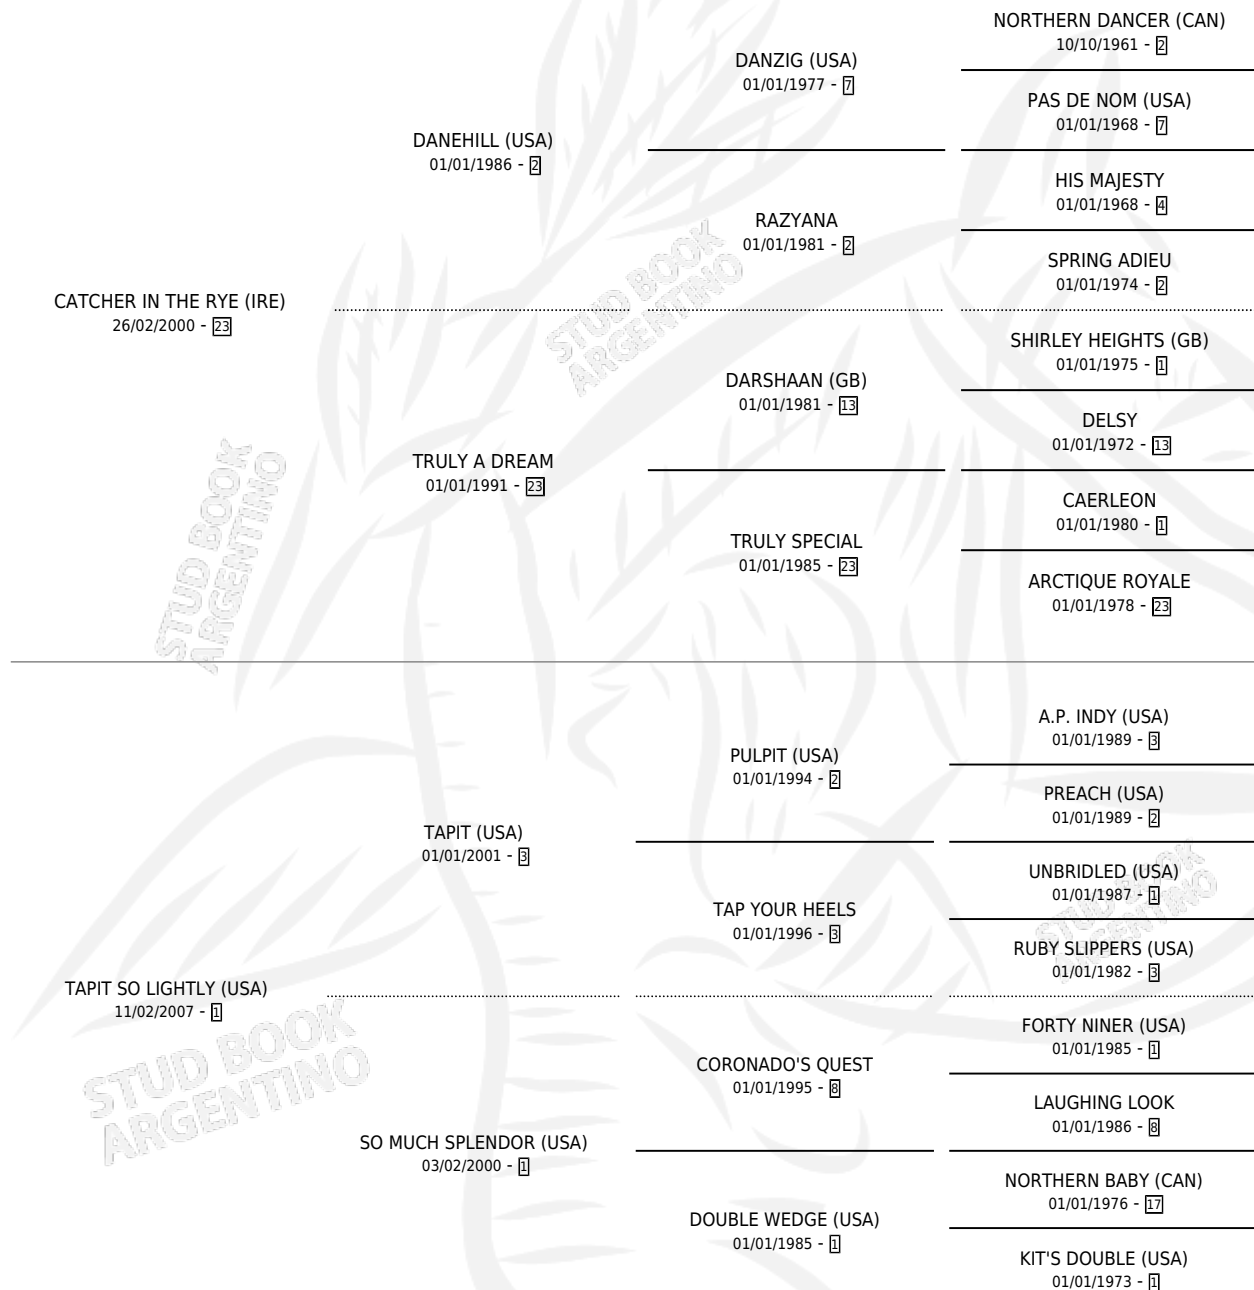 NORTHERN DANCER (CAN)
10/10/1961 - 2
DANZIG (USA)
01/01/1977 - 7
PAS DE NOM (USA)
01/01/1968 - 7
DANEHILL (USA)
01/01/1986 - 2
HIS MAJESTY
01/01/1968 - 4
RAZYANA
01/01/1981 - 2
SPRING ADIEU
01/01/1974 - 2
CATCHER IN THE RYE (IRE)
26/02/2000 - 23
SHIRLEY HEIGHTS (GB)
01/01/1975 - 1
DARSHAAN (GB)
01/01/1981 - 13
DELSY
01/01/1972 - 13
TRULY A DREAM
01/01/1991 - 23
CAERLEON
01/01/1980 - 1
TRULY SPECIAL
01/01/1985 - 23
ARCTIQUE ROYALE
01/01/1978 - 23
A.P. INDY (USA)
01/01/1989 - 3
PULPIT (USA)
01/01/1994 - 2
PREACH (USA)
01/01/1989 - 2
TAPIT (USA)
01/01/2001 - 3
UNBRIDLED (USA)
01/01/1987 - 1
TAP YOUR HEELS
01/01/1996 - 3
RUBY SLIPPERS (USA)
01/01/1982 - 3
TAPIT SO LIGHTLY (USA)
11/02/2007 - 1
FORTY NINER (USA)
01/01/1985 - 1
CORONADO'S QUEST
01/01/1995 - 8
LAUGHING LOOK
01/01/1986 - 8
SO MUCH SPLENDOR (USA)
03/02/2000 - 1
NORTHERN BABY (CAN)
01/01/1976 - 17
DOUBLE WEDGE (USA)
01/01/1985 - 1
KIT'S DOUBLE (USA)
01/01/1973 - 1
STUD BOOK
ARGENTINO
STUD BOOK
ARGENTINO
STUD BOOK
ARGENTINO
STUD BOOK
ARGENTINO